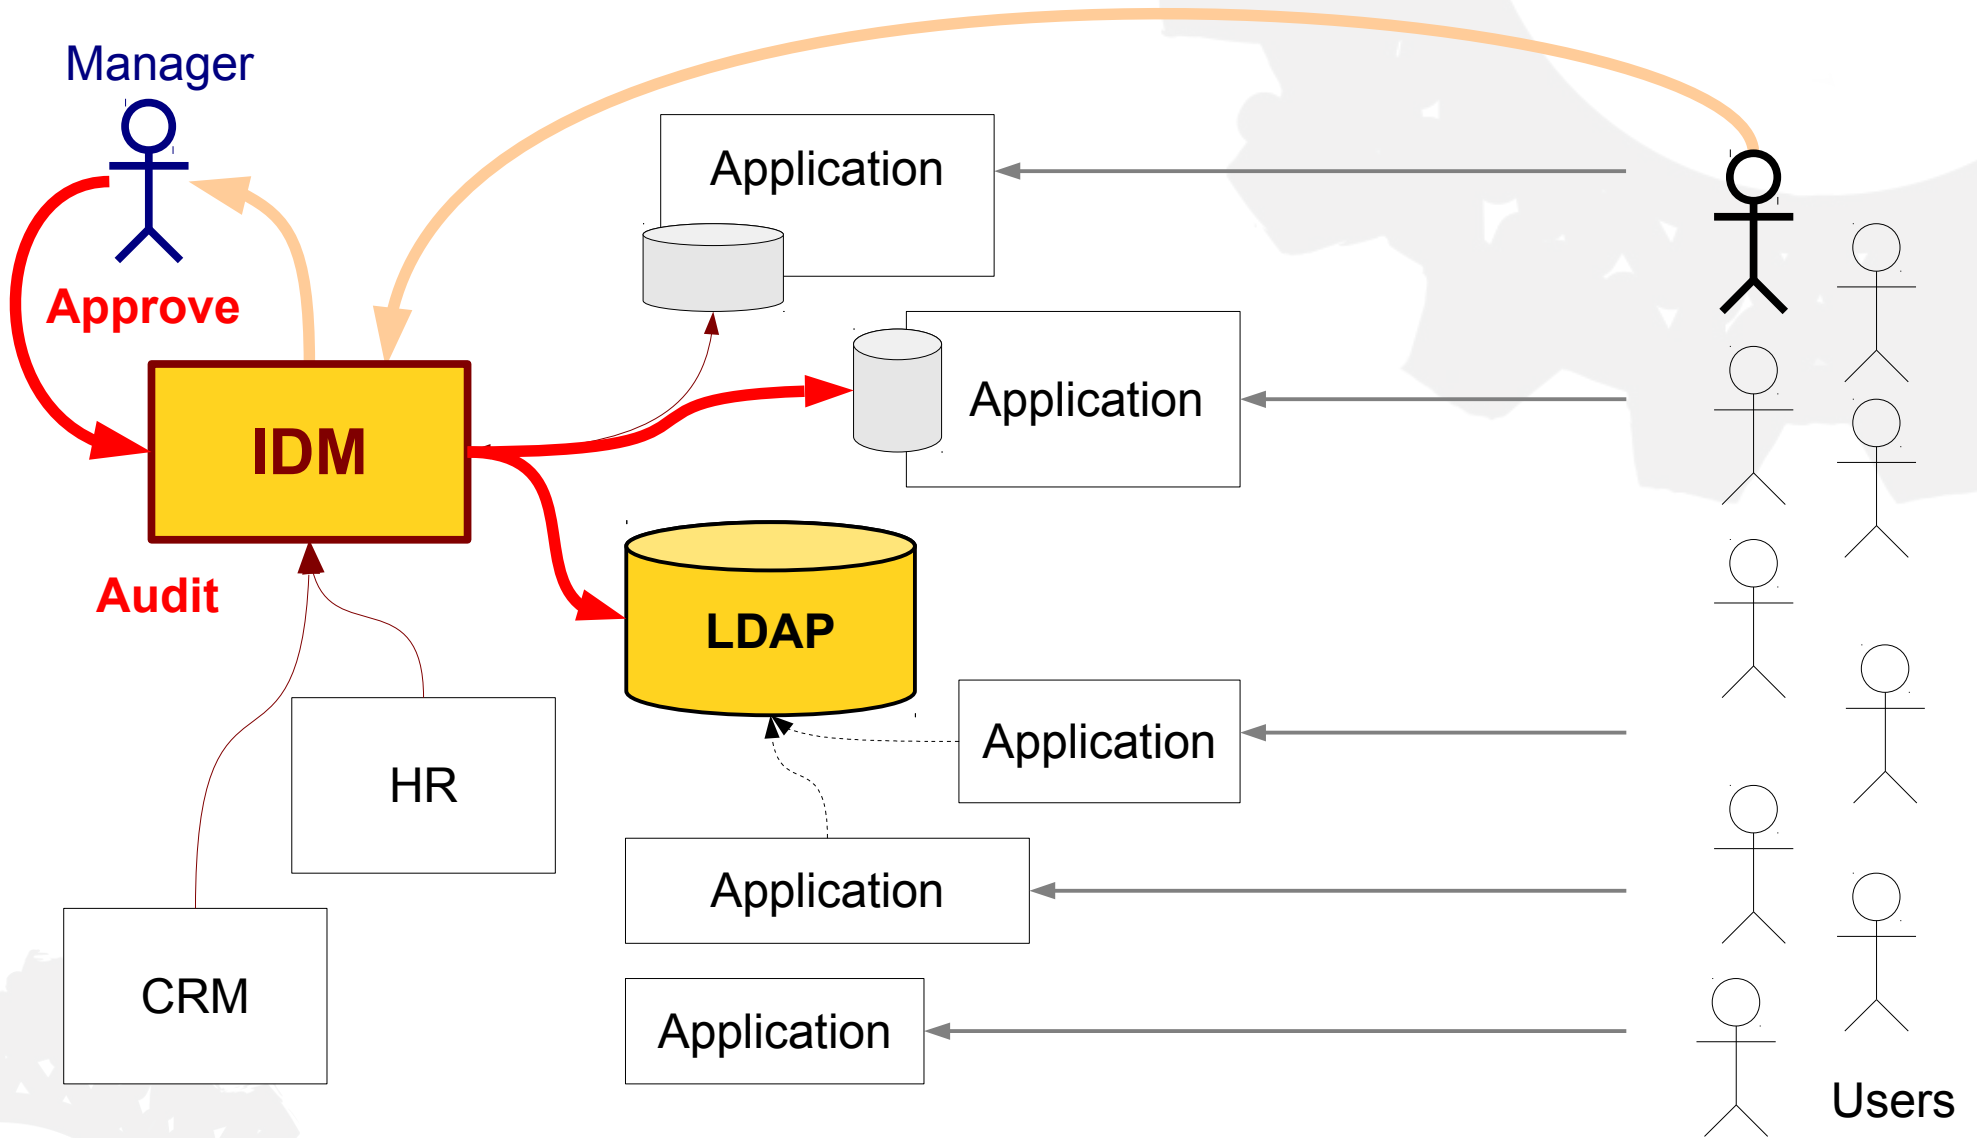 Manager
Application
Approve
Application
IDM
Audit
LDAP
Application
HR
Application
CRM
Application
Users